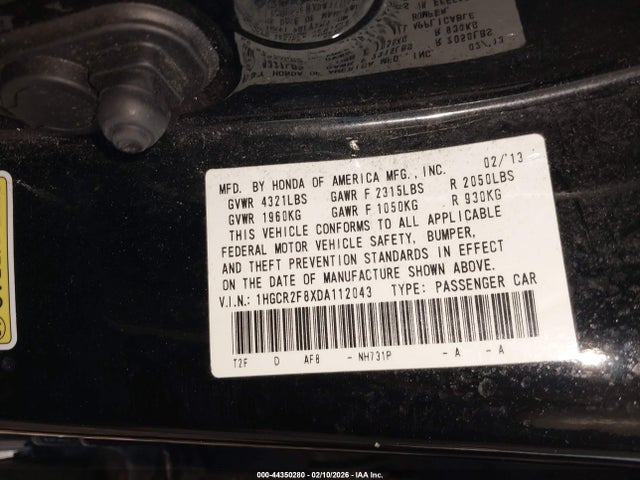 MFD. BY HONDA OF AMERICA MFG., INC. 02/'13
GVWR 4321LBS GAWR F 2315LBS R 2050LBS
GVWR 1960KG GAWR F 1050KG R 930KG
THIS VEHICLE CONFORMS TO ALL APPLICABLE
FEDERAL MOTOR VEHICLE SAFETY, BUMPER,
AND THEFT PREVENTION STANDARDS IN EFFECT
ON THE DATE OF MANUFACTURE SHOWN ABOVE.
V.I.N.: 1HGCR2F8XDA112043 TYPE: PASSENGER CAR
T2F D AF8 - NH731P - A - A
000-44350280 - 02/10/2026 - IAA Inc.